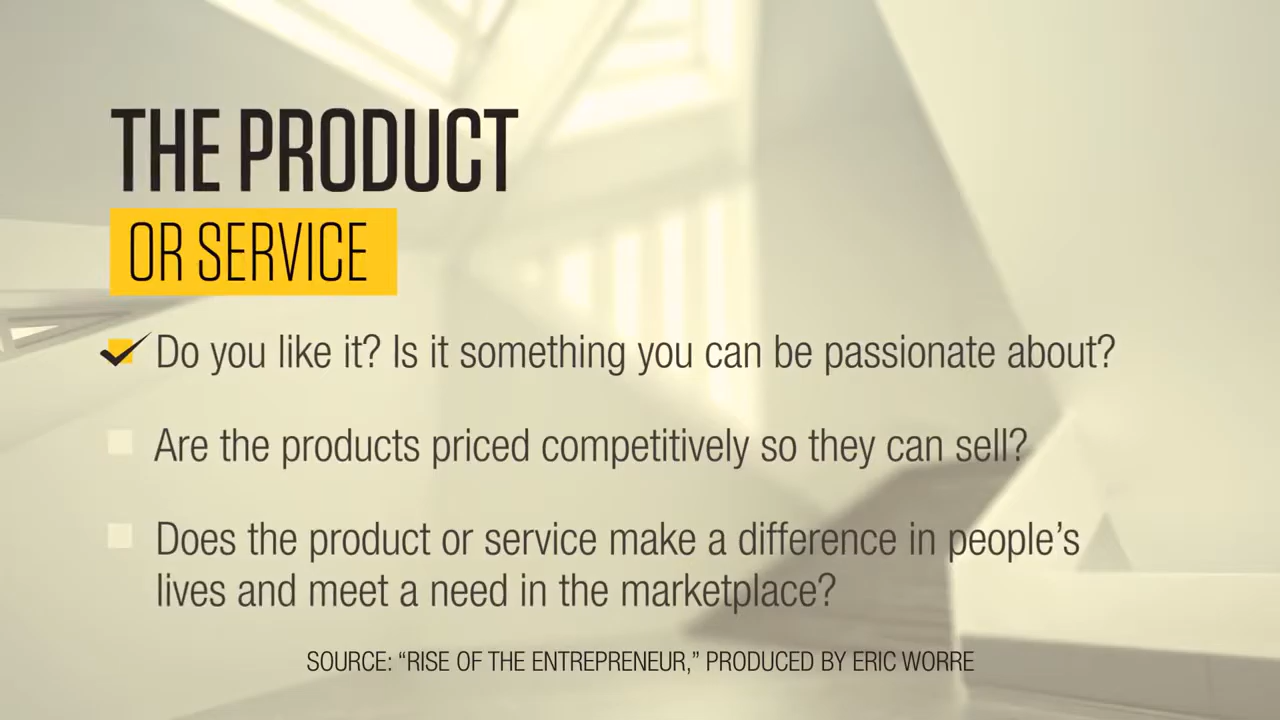 THE PRODUCT
OR SERVICE
Do you like it? Is it something you can be passionate about?
Are the products priced competitively so they can sell?
Does the product or service make a difference in people’s
lives and meet a need in the marketplace?
SOURCE: “RISE OF THE ENTREPRENEUR,” PRODUCED BY ERIC WORRE